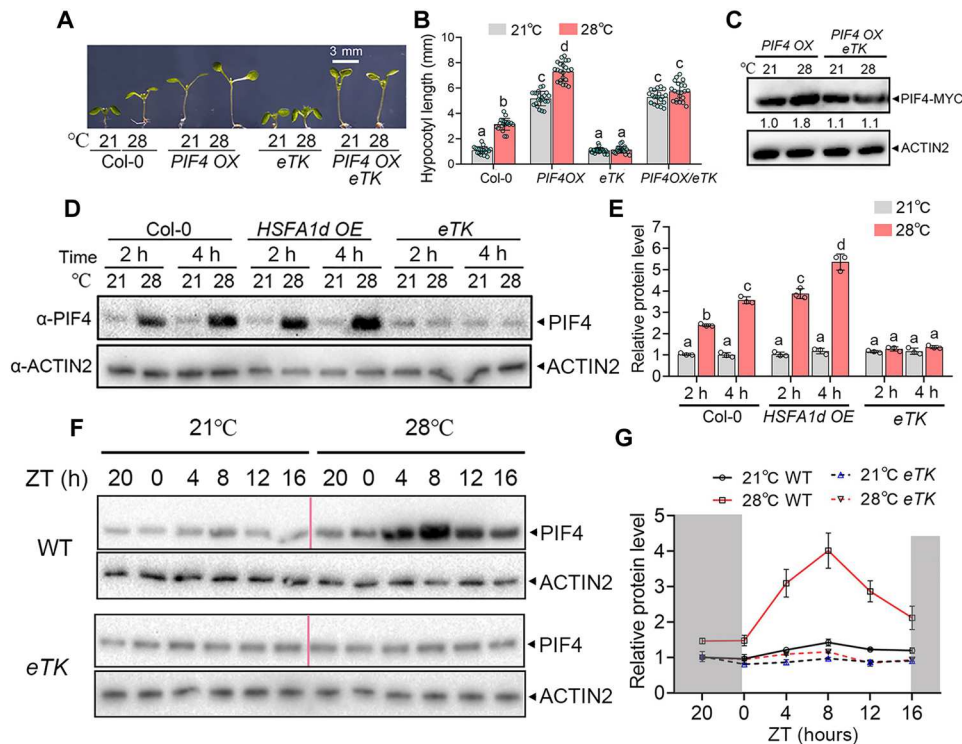 A
3 mm
℃ 21 28 21 28 21 28 21 28
Col-0 PIF4 OX eTK PIF4 OX
eTK
B
21℃ 28℃
Hypocotyl length (mm)
10
8
6
4
2
0
a b c d a a c c
Col-0 PIF4OX eTK PIF4OX/eTK
C
PIF4 OX PIF4 OX
eTK
℃ 21 28 21 28
PIF4-MYC
1.0 1.8 1.1 1.1
ACTIN2
D
Col-0 HSFA1d OE eTK
Time 2 h 4 h 2 h 4 h 2 h 4 h
℃ 21 28 21 28 21 28 21 28 21 28 21 28
α-PIF4 PIF4
α-ACTIN2 ACTIN2
E
21℃
28℃
Relative protein level
7
6
5
4
3
2
1
0
a b a c a c a d a a a a
2 h 4 h 2 h 4 h 2 h 4 h
Col-0 HSFA1d OE eTK
F
21℃ 28℃
ZT (h) 20 0 4 8 12 16 20 0 4 8 12 16
WT PIF4
ACTIN2
eTK PIF4
ACTIN2
G
21℃ WT 21℃ eTK
28℃ WT 28℃ eTK
Relative protein level
5
4
3
2
1
0
20 0 4 8 12 16
ZT (hours)